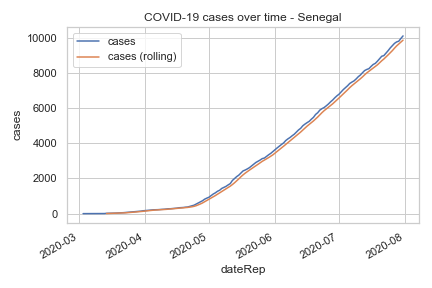 COVID-19 cases over time - Senegal
cases
cases (rolling)
10000
8000
6000
4000
2000
0
cases
2020-03
2020-04
2020-05
2020-06
2020-07
2020-08
dateRep